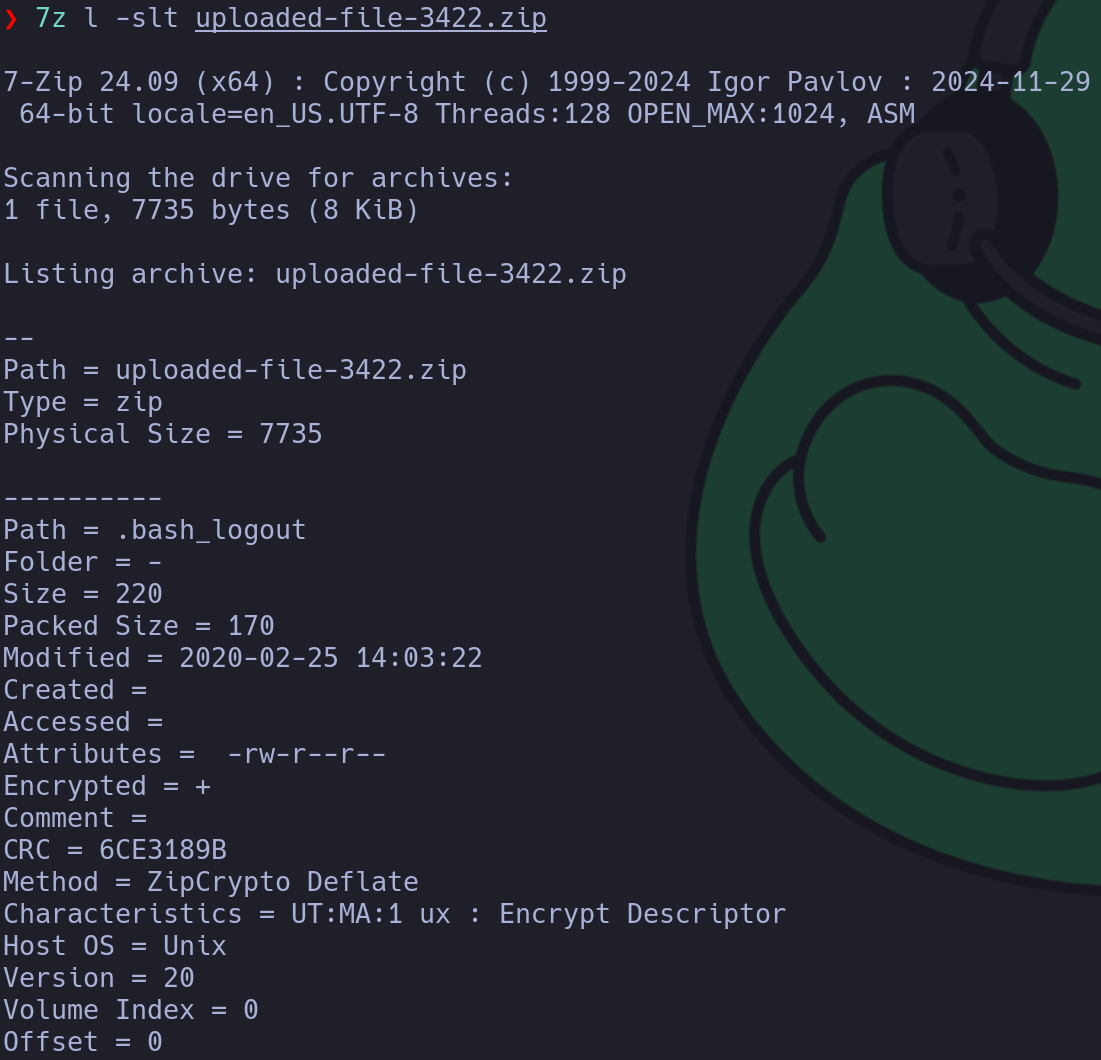 ❯ 7z l -slt uploaded-file-3422.zip
7-Zip 24.09 (x64) : Copyright (c) 1999-2024 Igor Pavlov : 2024-11-29
 64-bit locale=en_US.UTF-8 Threads:128 OPEN_MAX:1024, ASM
Scanning the drive for archives:
1 file, 7735 bytes (8 KiB)
Listing archive: uploaded-file-3422.zip
--
Path = uploaded-file-3422.zip
Type = zip
Physical Size = 7735
----------
Path = .bash_logout
Folder = -
Size = 220
Packed Size = 170
Modified = 2020-02-25 14:03:22
Created =
Accessed =
Attributes =  -rw-r--r--
Encrypted = +
Comment =
CRC = 6CE3189B
Method = ZipCrypto Deflate
Characteristics = UT:MA:1 ux : Encrypt Descriptor
Host OS = Unix
Version = 20
Volume Index = 0
Offset = 0